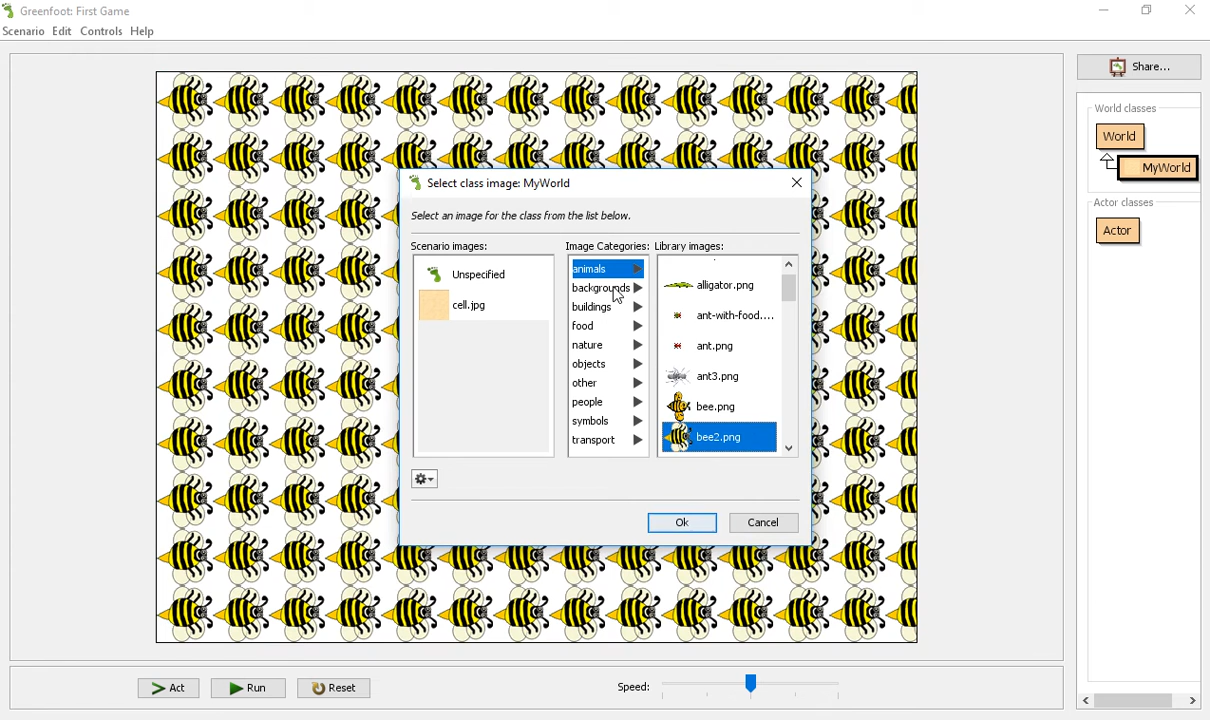 Greenfoot: First Game
Scenario Edit Controls Help
Share...
World classes
World
MyWorld
Actor classes
Actor
Select class image: MyWorld
Select an image for the class from the list below.
Scenario images: Image Categories: Library images:
Unspecified
cell.jpg
animals
backgrounds
buildings
food
nature
objects
other
people
symbols
transport
alligator.png
ant-with-food....
ant.png
ant3.png
bee.png
bee2.png
Ok Cancel
Act Run Reset Speed: